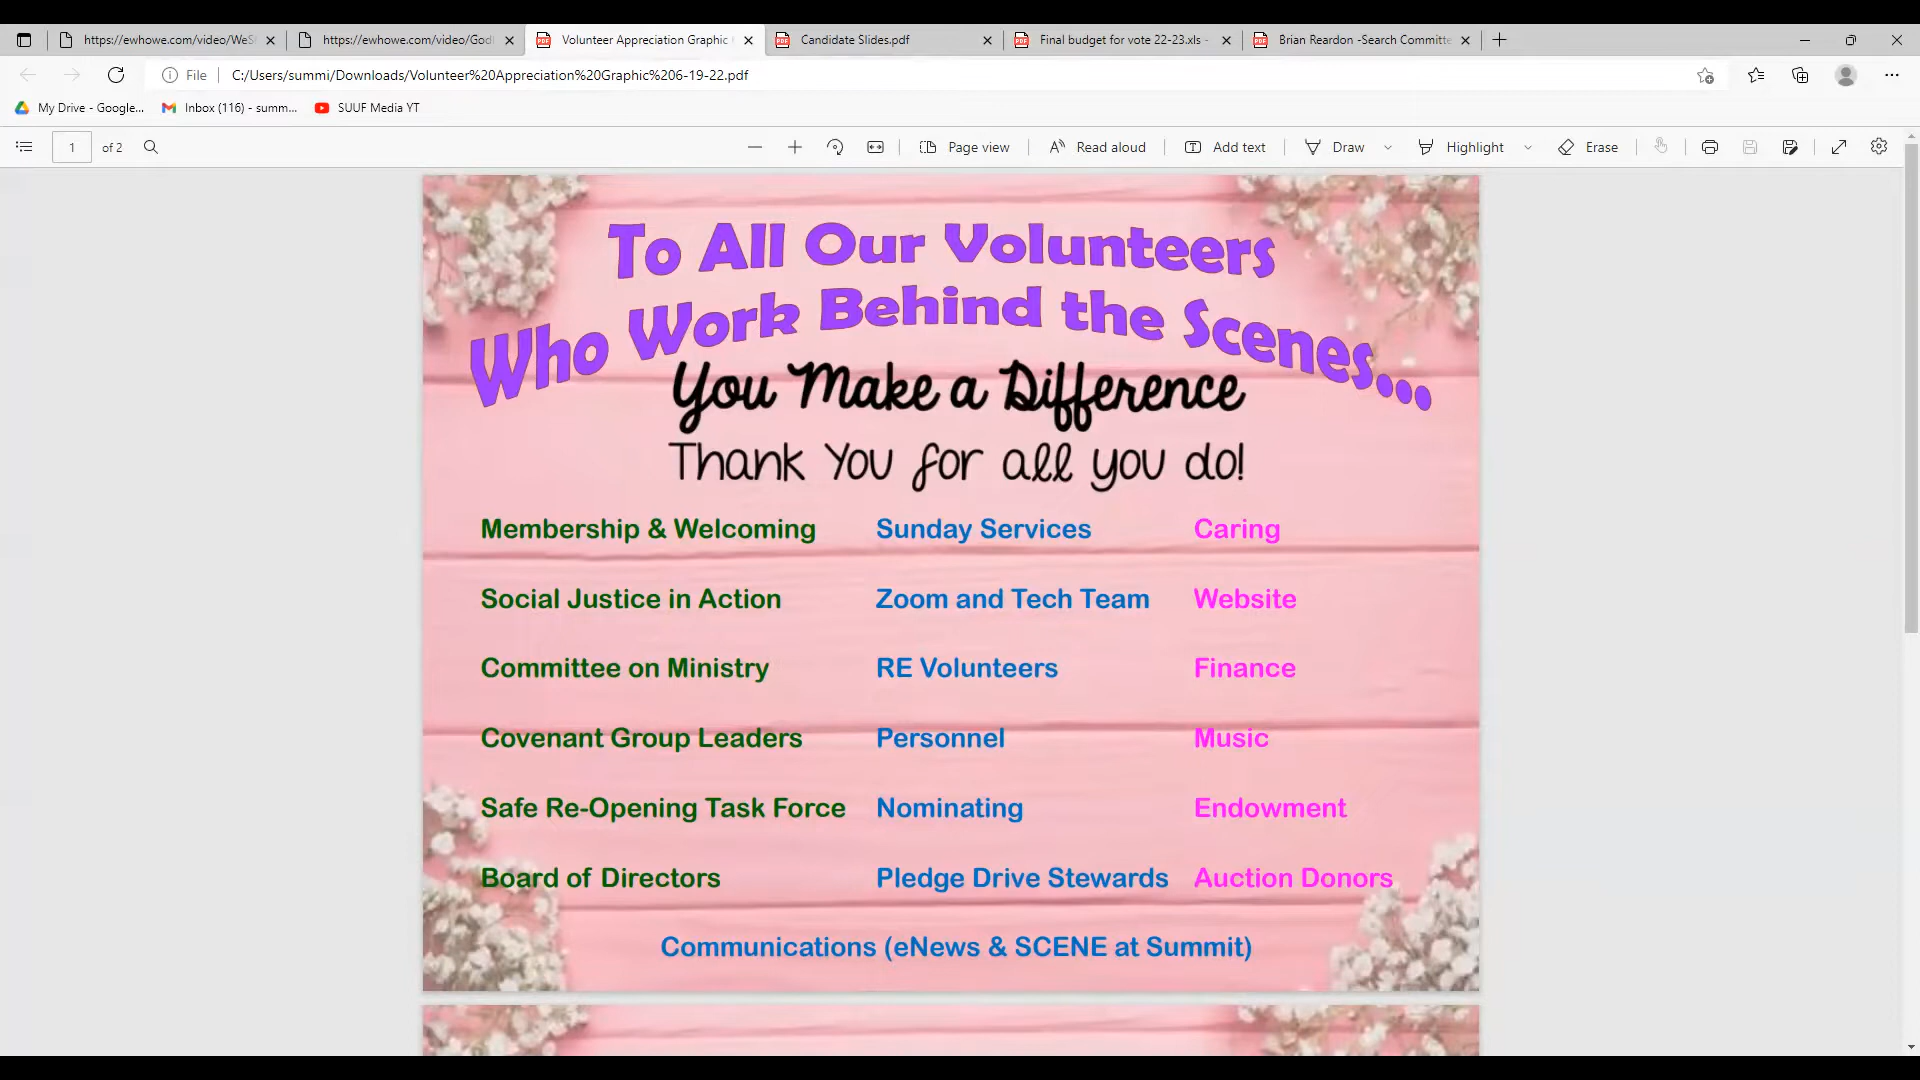 https://ewhowe.com/video/WeS
https://ewhowe.com/video/God
Volunteer Appreciation Graphic
Candidate Slides.pdf
Final budget for vote 22-23.xls -
Brian Reardon -Search Committe
File C:/Users/summi/Downloads/Volunteer%20Appreciation%20Graphic%206-19-22.pdf
My Drive - Google... Inbox (116) - summ... SUUF Media YT
1 of 2 Page view Read aloud Add text Draw Highlight Erase
To All Our Volunteers
Who Work Behind the Scenes...
You Make a Difference
Thank You for all you do!
Membership & Welcoming Sunday Services Caring
Social Justice in Action Zoom and Tech Team Website
Committee on Ministry RE Volunteers Finance
Covenant Group Leaders Personnel Music
Safe Re-Opening Task Force Nominating Endowment
Board of Directors Pledge Drive Stewards Auction Donors
Communications (eNews & SCENE at Summit)